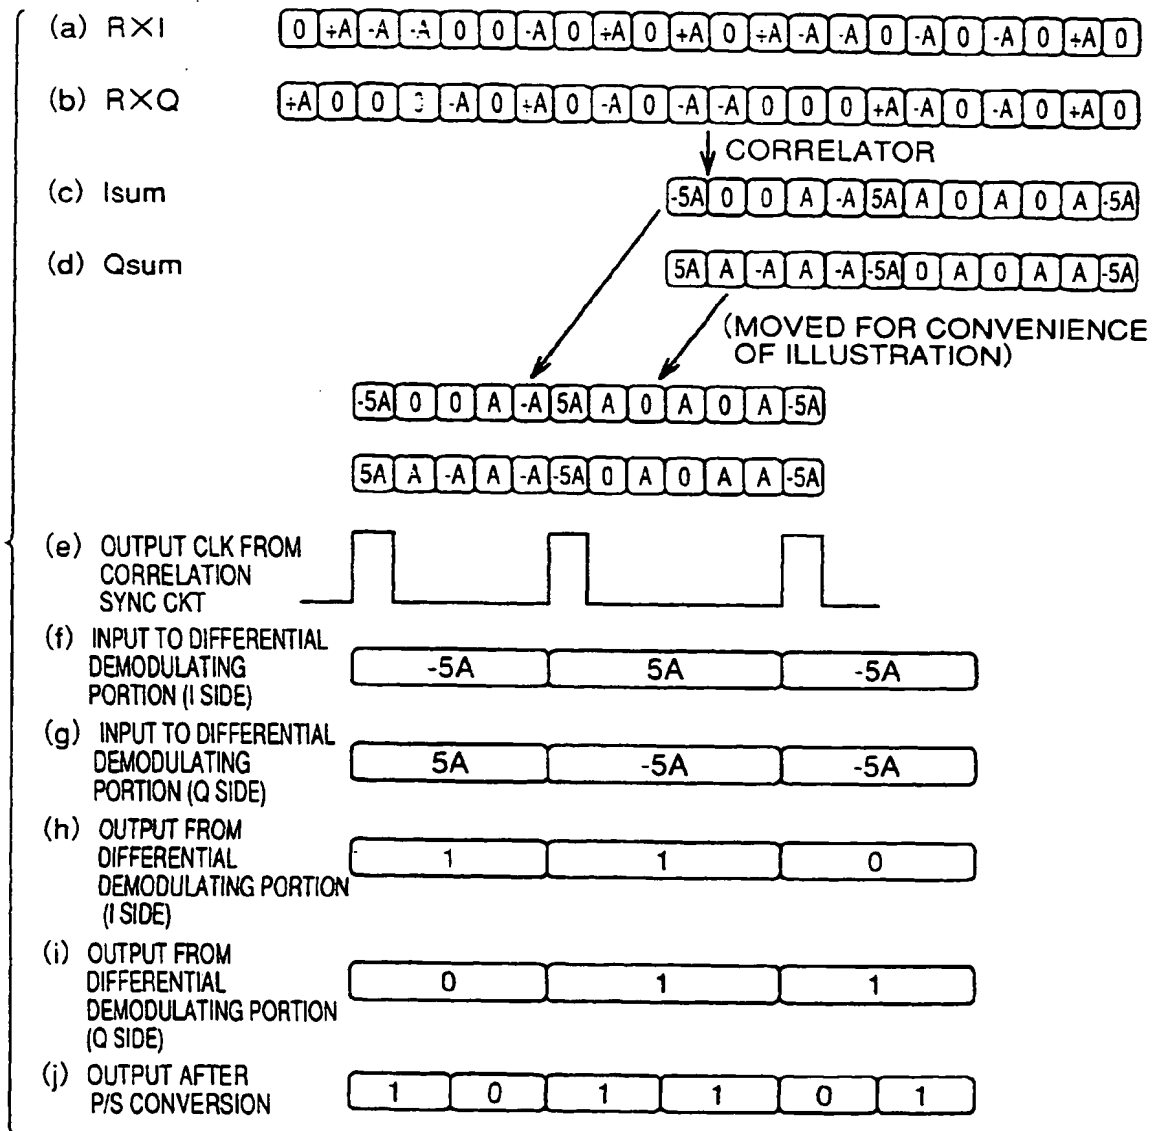 (a) RXI 0 +A -A -A 0 0 -A 0 +A 0 +A 0 +A -A -A 0 -A 0 -A 0 +A 0
(b) RXQ +A 0 0 -A 0 +A 0 -A 0 -A -A 0 0 0 +A -A 0 -A 0 +A 0
CORRELATOR
(c) Isum -5A 0 0 A -A 5A A 0 A 0 A -5A
(d) Qsum 5A A -A A -A -5A 0 A 0 A A -5A
(MOVED FOR CONVENIENCE
OF ILLUSTRATION)
-5A 0 0 A -A 5A A 0 A 0 A -5A
5A A -A A -A -5A 0 A 0 A A -5A
(e) OUTPUT CLK FROM
CORRELATION
SYNC CKT
(f) INPUT TO DIFFERENTIAL
DEMODULATING
PORTION (I SIDE)
-5A 5A -5A
(g) INPUT TO DIFFERENTIAL
DEMODULATING
PORTION (Q SIDE)
5A -5A -5A
(h) OUTPUT FROM
DIFFERENTIAL
DEMODULATING PORTION
(I SIDE)
1 1 0
(i) OUTPUT FROM
DIFFERENTIAL
DEMODULATING PORTION
(Q SIDE)
0 1 1
(j) OUTPUT AFTER
P/S CONVERSION
1 0 1 1 0 1